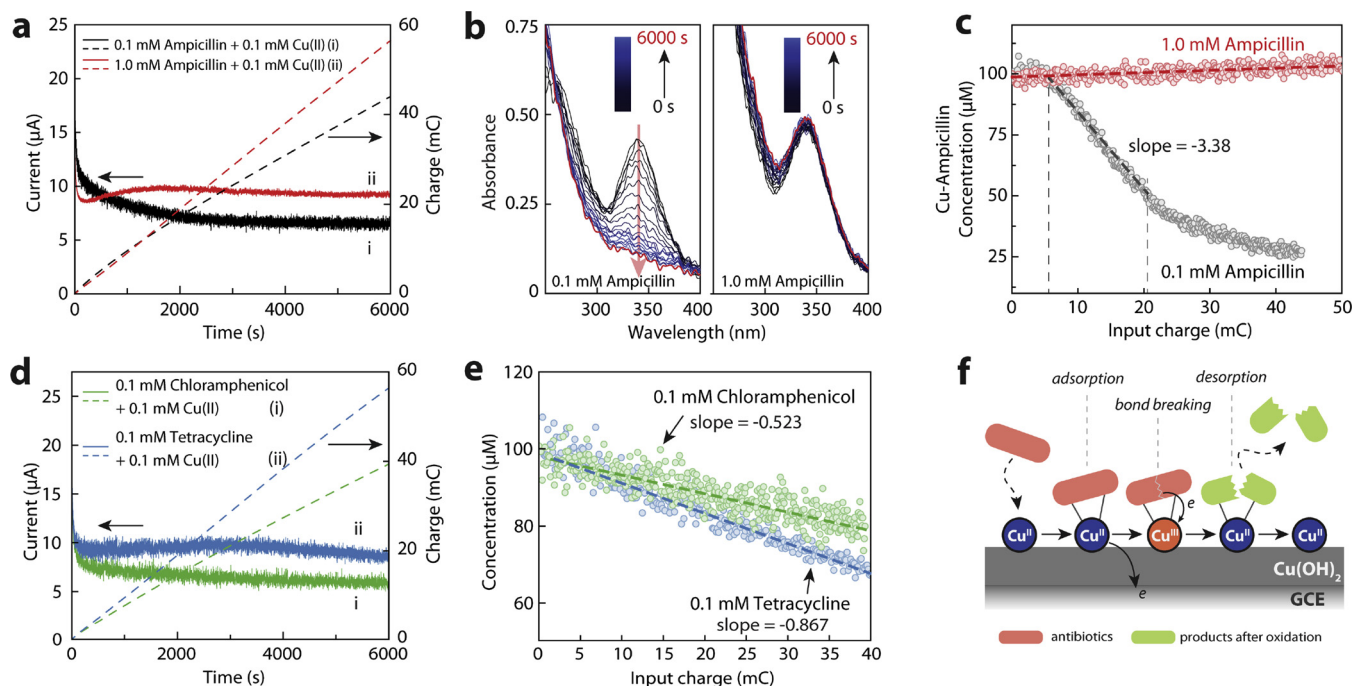 a
25
20
15
10
5
0
Current (μA)
0.1 mM Ampicillin + 0.1 mM Cu(II) (i)
1.0 mM Ampicillin + 0.1 mM Cu(II) (ii)
ii
i
60
40
20
0
Charge (mC)
0
2000
4000
6000
Time (s)
b
0.75
0.50
0.25
0
Absorbance
6000 s
0 s
0.1 mM Ampicillin
300
350
400
6000 s
0 s
1.0 mM Ampicillin
300
350
400
Wavelength (nm)
c
100
75
50
25
Cu-Ampicillin
Concentration (μM)
1.0 mM Ampicillin
slope = -3.38
0.1 mM Ampicillin
0
10
20
30
40
50
Input charge (mC)
d
25
20
15
10
5
0
Current (μA)
0.1 mM Chloramphenicol
+ 0.1 mM Cu(II) (i)
0.1 mM Tetracycline
+ 0.1 mM Cu(II) (ii)
ii
i
60
40
20
0
Charge (mC)
0
2000
4000
6000
Time (s)
e
120
100
80
60
Concentration (μM)
0.1 mM Chloramphenicol
slope = -0.523
0.1 mM Tetracycline
slope = -0.867
0
5
10
15
20
25
30
35
40
Input charge (mC)
f
adsorption
desorption
bond breaking
e
Cu^II
Cu^II
Cu^III
Cu^II
Cu^II
e
Cu(OH)₂
GCE
antibiotics
products after oxidation